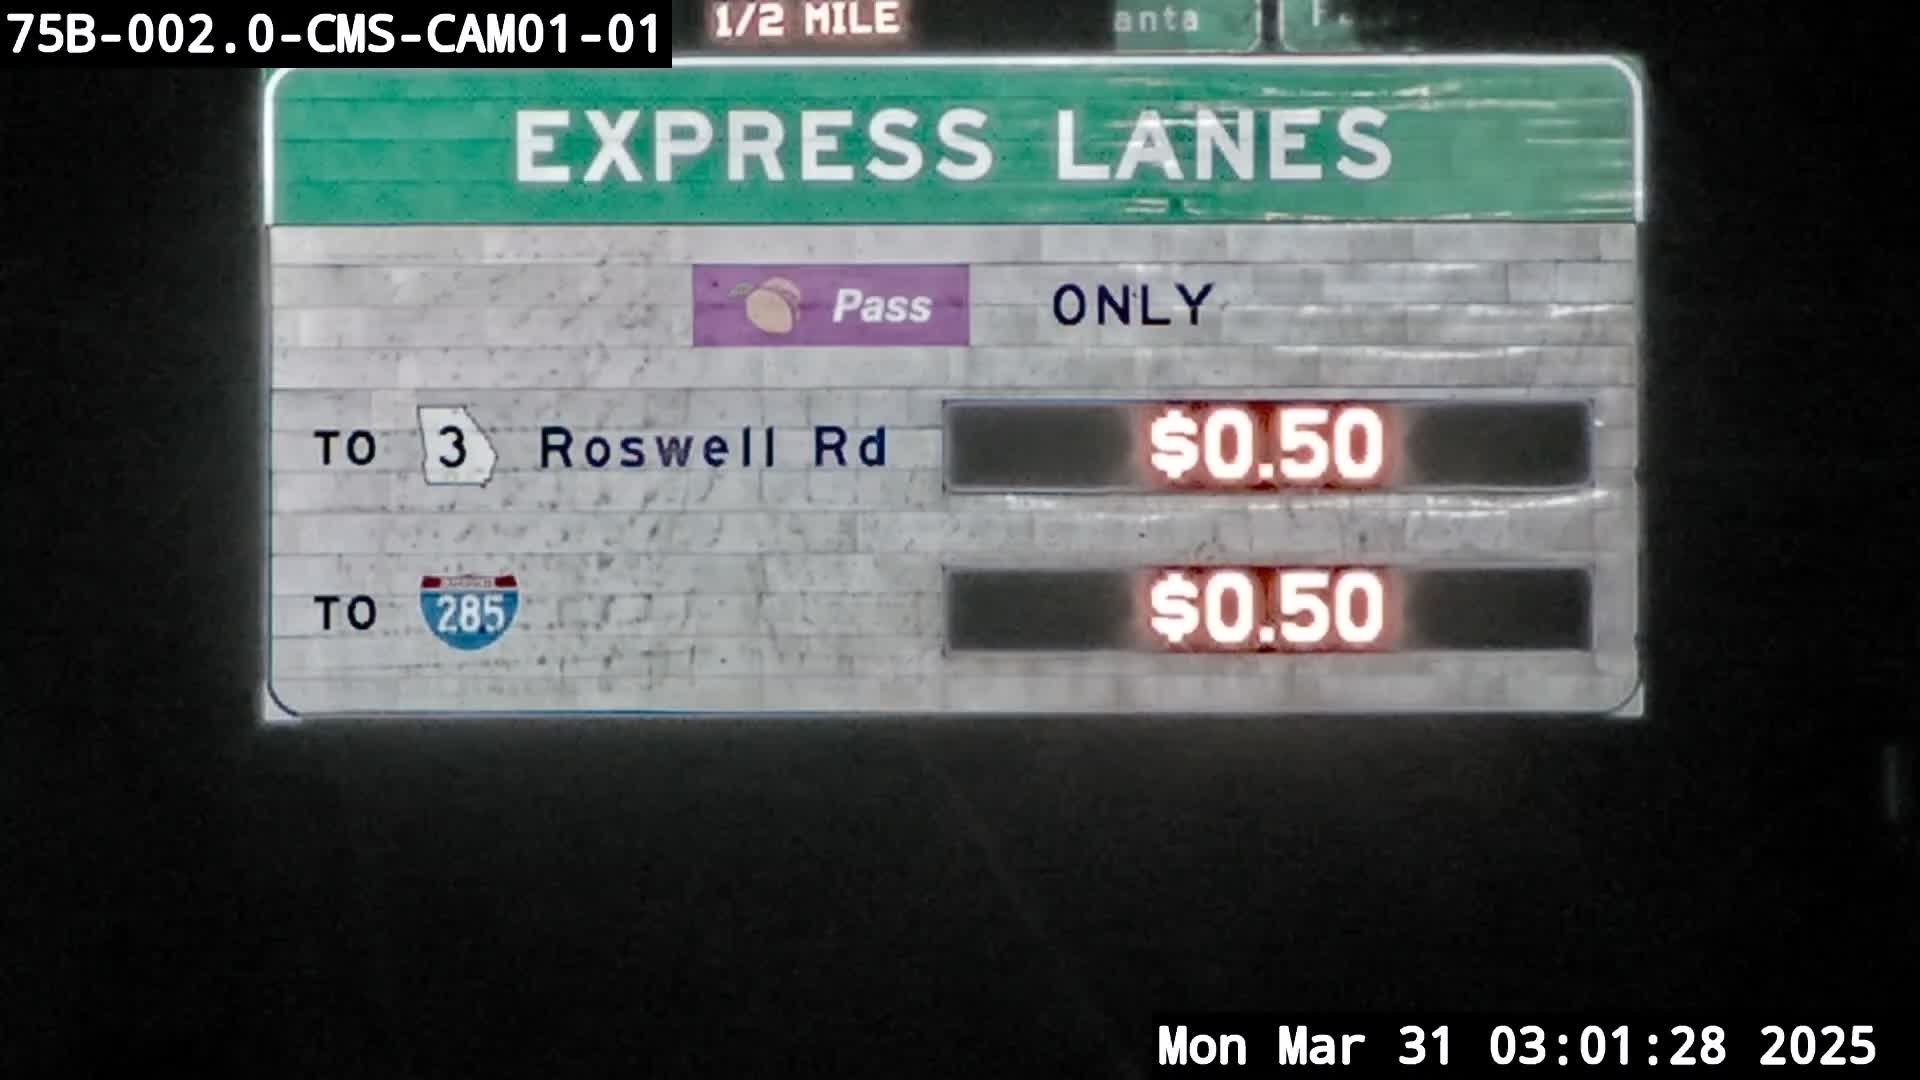 75B-002.0-CMS-CAM01-01
1/2 MILE
EXPRESS LANES
Pass ONLY
TO 3 Roswell Rd $0.50
TO 285 $0.50
Mon Mar 31 03:01:28 2025